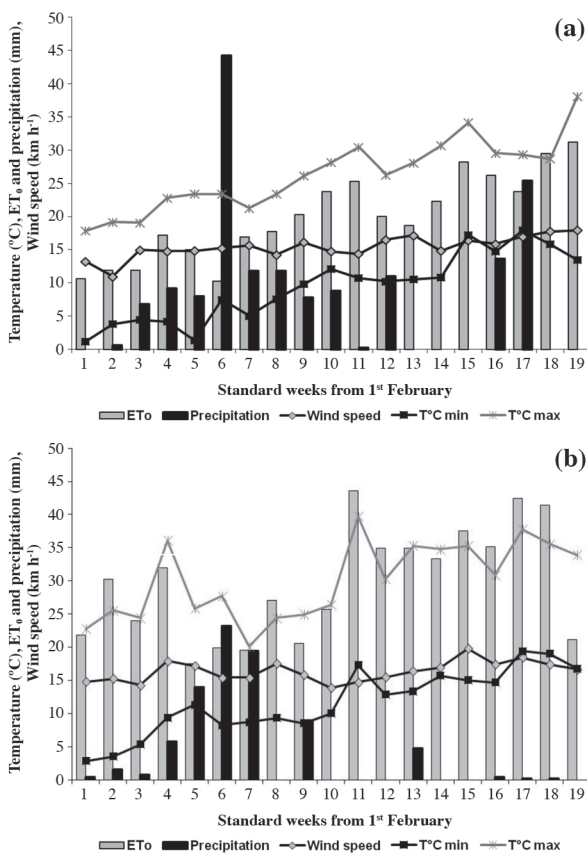 (a)
Temperature (°C), ET0 and precipitation (mm),
Wind speed (km h-1)
50
45
40
35
30
25
20
15
10
5
0
1 2 3 4 5 6 7 8 9 10 11 12 13 14 15 16 17 18 19
Standard weeks from 1st February
ETo Precipitation Wind speed T°C min T°C max
(b)
Temperature (°C), ET0 and precipitation (mm),
Wind speed (km h-1)
50
45
40
35
30
25
20
15
10
5
0
1 2 3 4 5 6 7 8 9 10 11 12 13 14 15 16 17 18 19
Standard weeks from 1st February
ETo Precipitation Wind speed T°C min T°C max